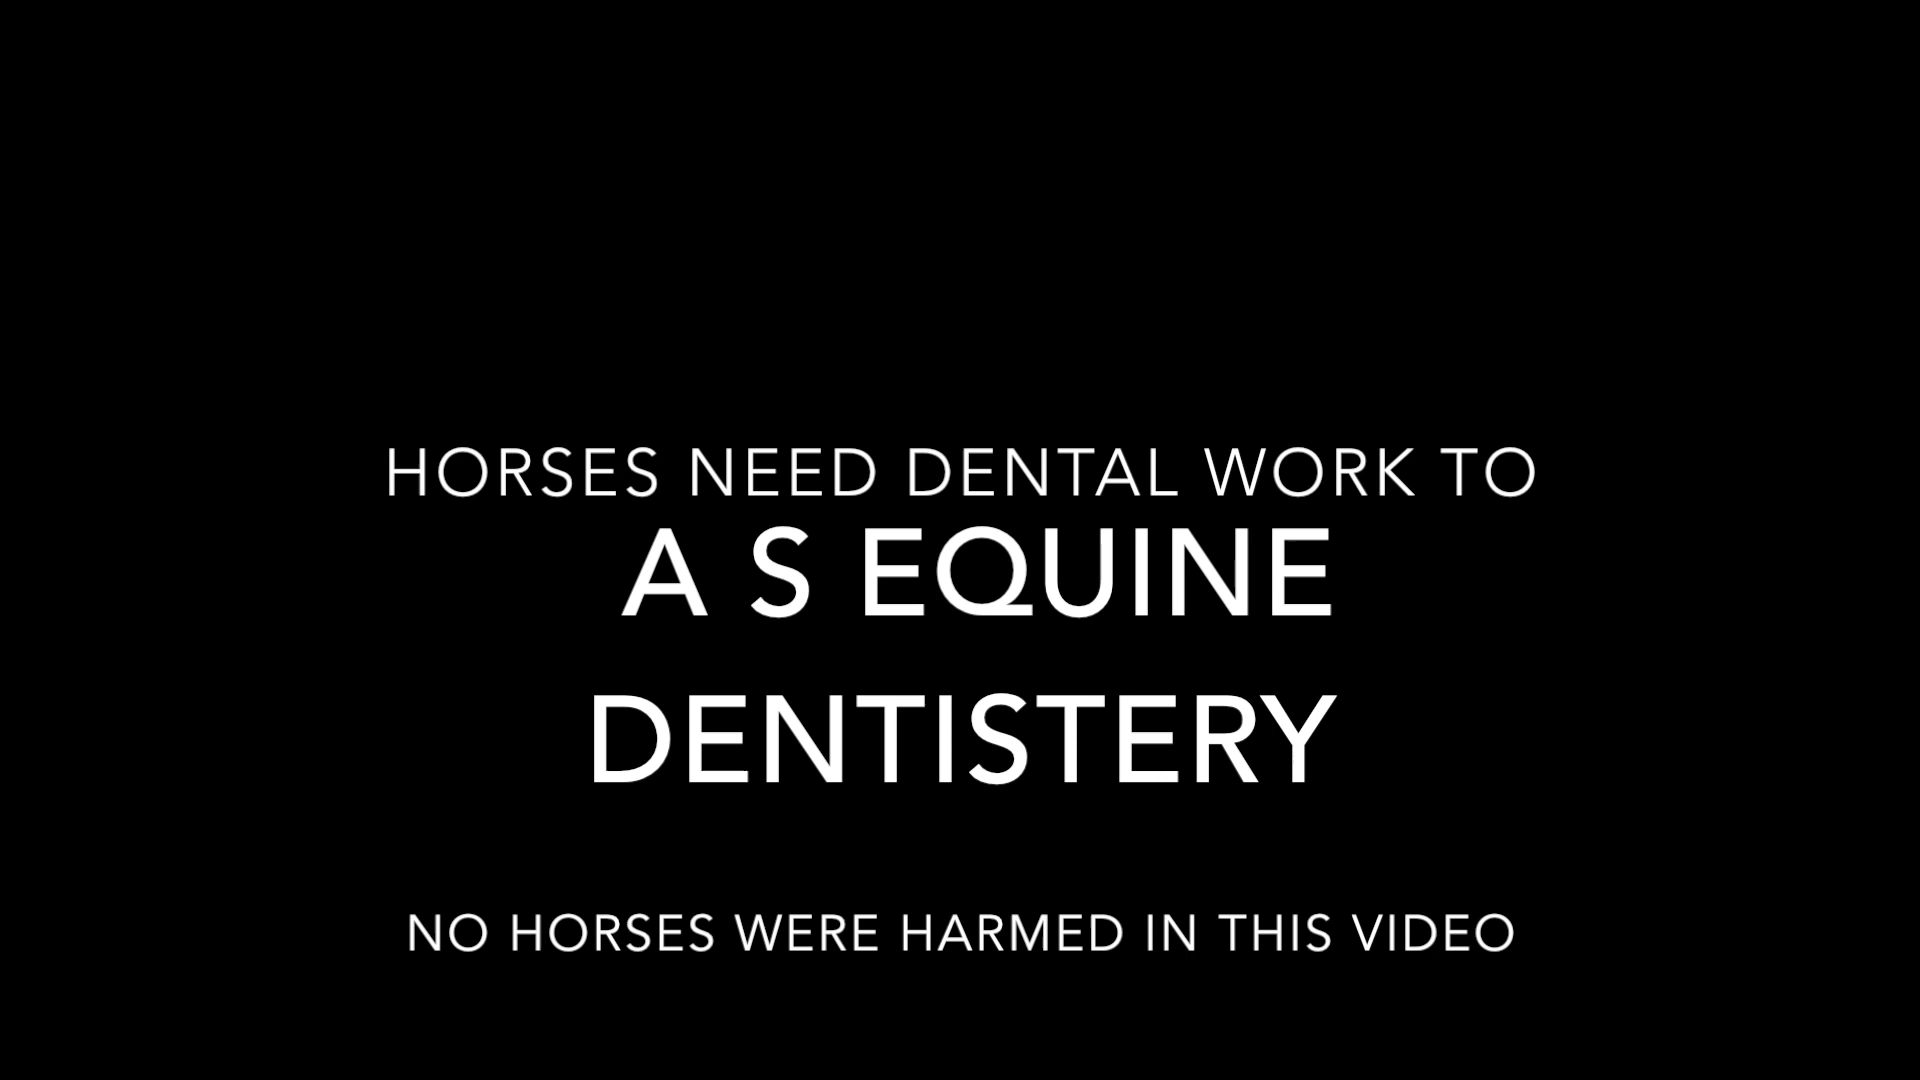 HORSES NEED DENTAL WORK TO
A S EQUINE
DENTISTERY
NO HORSES WERE HARMED IN THIS VIDEO